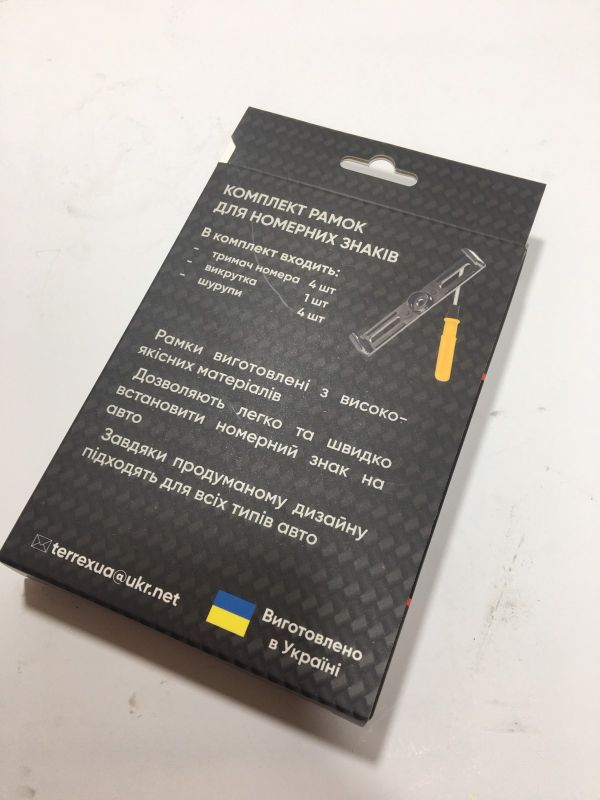 КОМПЛЕКТ РАМОК
ДЛЯ НОМЕРНИХ ЗНАКІВ
В комплект входить:
- тримач номера 4 шт
- викрутка 1 шт
- шурупи 4 шт
Рамки виготовлені з високо-
якісних матеріалів
Дозволяють легко та швидко
встановити номерний знак на
авто
Завдяки продуманому дизайну
підходять для всіх типів авто
terrexua@ukr.net
Виготовлено
в Україні